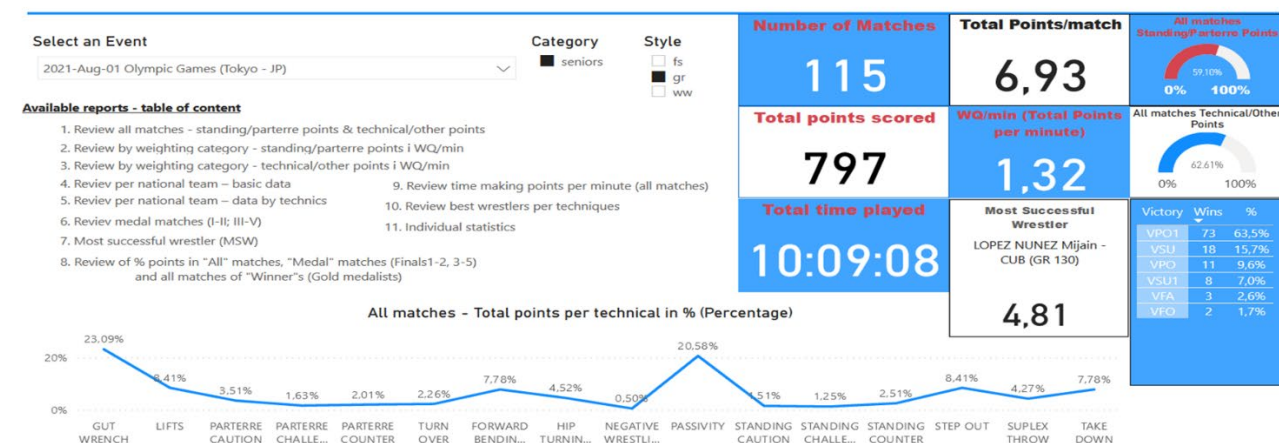 Select an Event
2021-Aug-01 Olympic Games (Tokyo - JP)
Category
seniors
Style
fs
gr
ww
Available reports - table of content
1. Review all matches - standing/parterre points & technical/other points
2. Review by weighting category - standing/parterre points i WQ/min
3. Review by weighting category - technical/other points i WQ/min
4. Reviev per national team – basic data
5. Reviev per national team – data by technics
6. Reviev medal matches (I-II; III-V)
7. Most successful wrestler (MSW)
8. Review of % points in "All" matches, "Medal" matches (Finals1-2, 3-5)
and all matches of "Winner"s (Gold medalists)
9. Review time making points per minute (all matches)
10. Review best wrestlers per techniques
11. Individual statistics
Number of Matches
115
Total Points/match
6,93
All matches
Standing/Parterre Points
59,10%
0% 100%
Total points scored
797
WQ/min (Total Points
per minute)
1,32
All matches Technical/Other
Points
62.61%
0% 100%
Total time played
10:09:08
Most Successful
Wrestler
LOPEZ NUNEZ Mijain -
CUB (GR 130)
4,81
Victory Wins %
VPO1 73 63,5%
VSU 18 15,7%
VPO 11 9,6%
VSU1 8 7,0%
VFA 3 2,6%
VFO 2 1,7%
All matches - Total points per technical in % (Percentage)
20%
0%
23,09%
8,41%
3,51%
1,63%
2,01%
2,26%
7,78%
4,52%
0,50%
20,58%
1,51%
1,25%
2,51%
8,41%
4,27%
7,78%
GUT
WRENCH
LIFTS
PARTERRE
CAUTION
PARTERRE
CHALLE...
PARTERRE
COUNTER
TURN
OVER
FORWARD
BENDIN...
HIP
TURNIN...
NEGATIVE
WRESTLI...
PASSIVITY
STANDING
CAUTION
STANDING
CHALLE...
STANDING
COUNTER
STEP OUT
SUPLEX
THROW
TAKE
DOWN